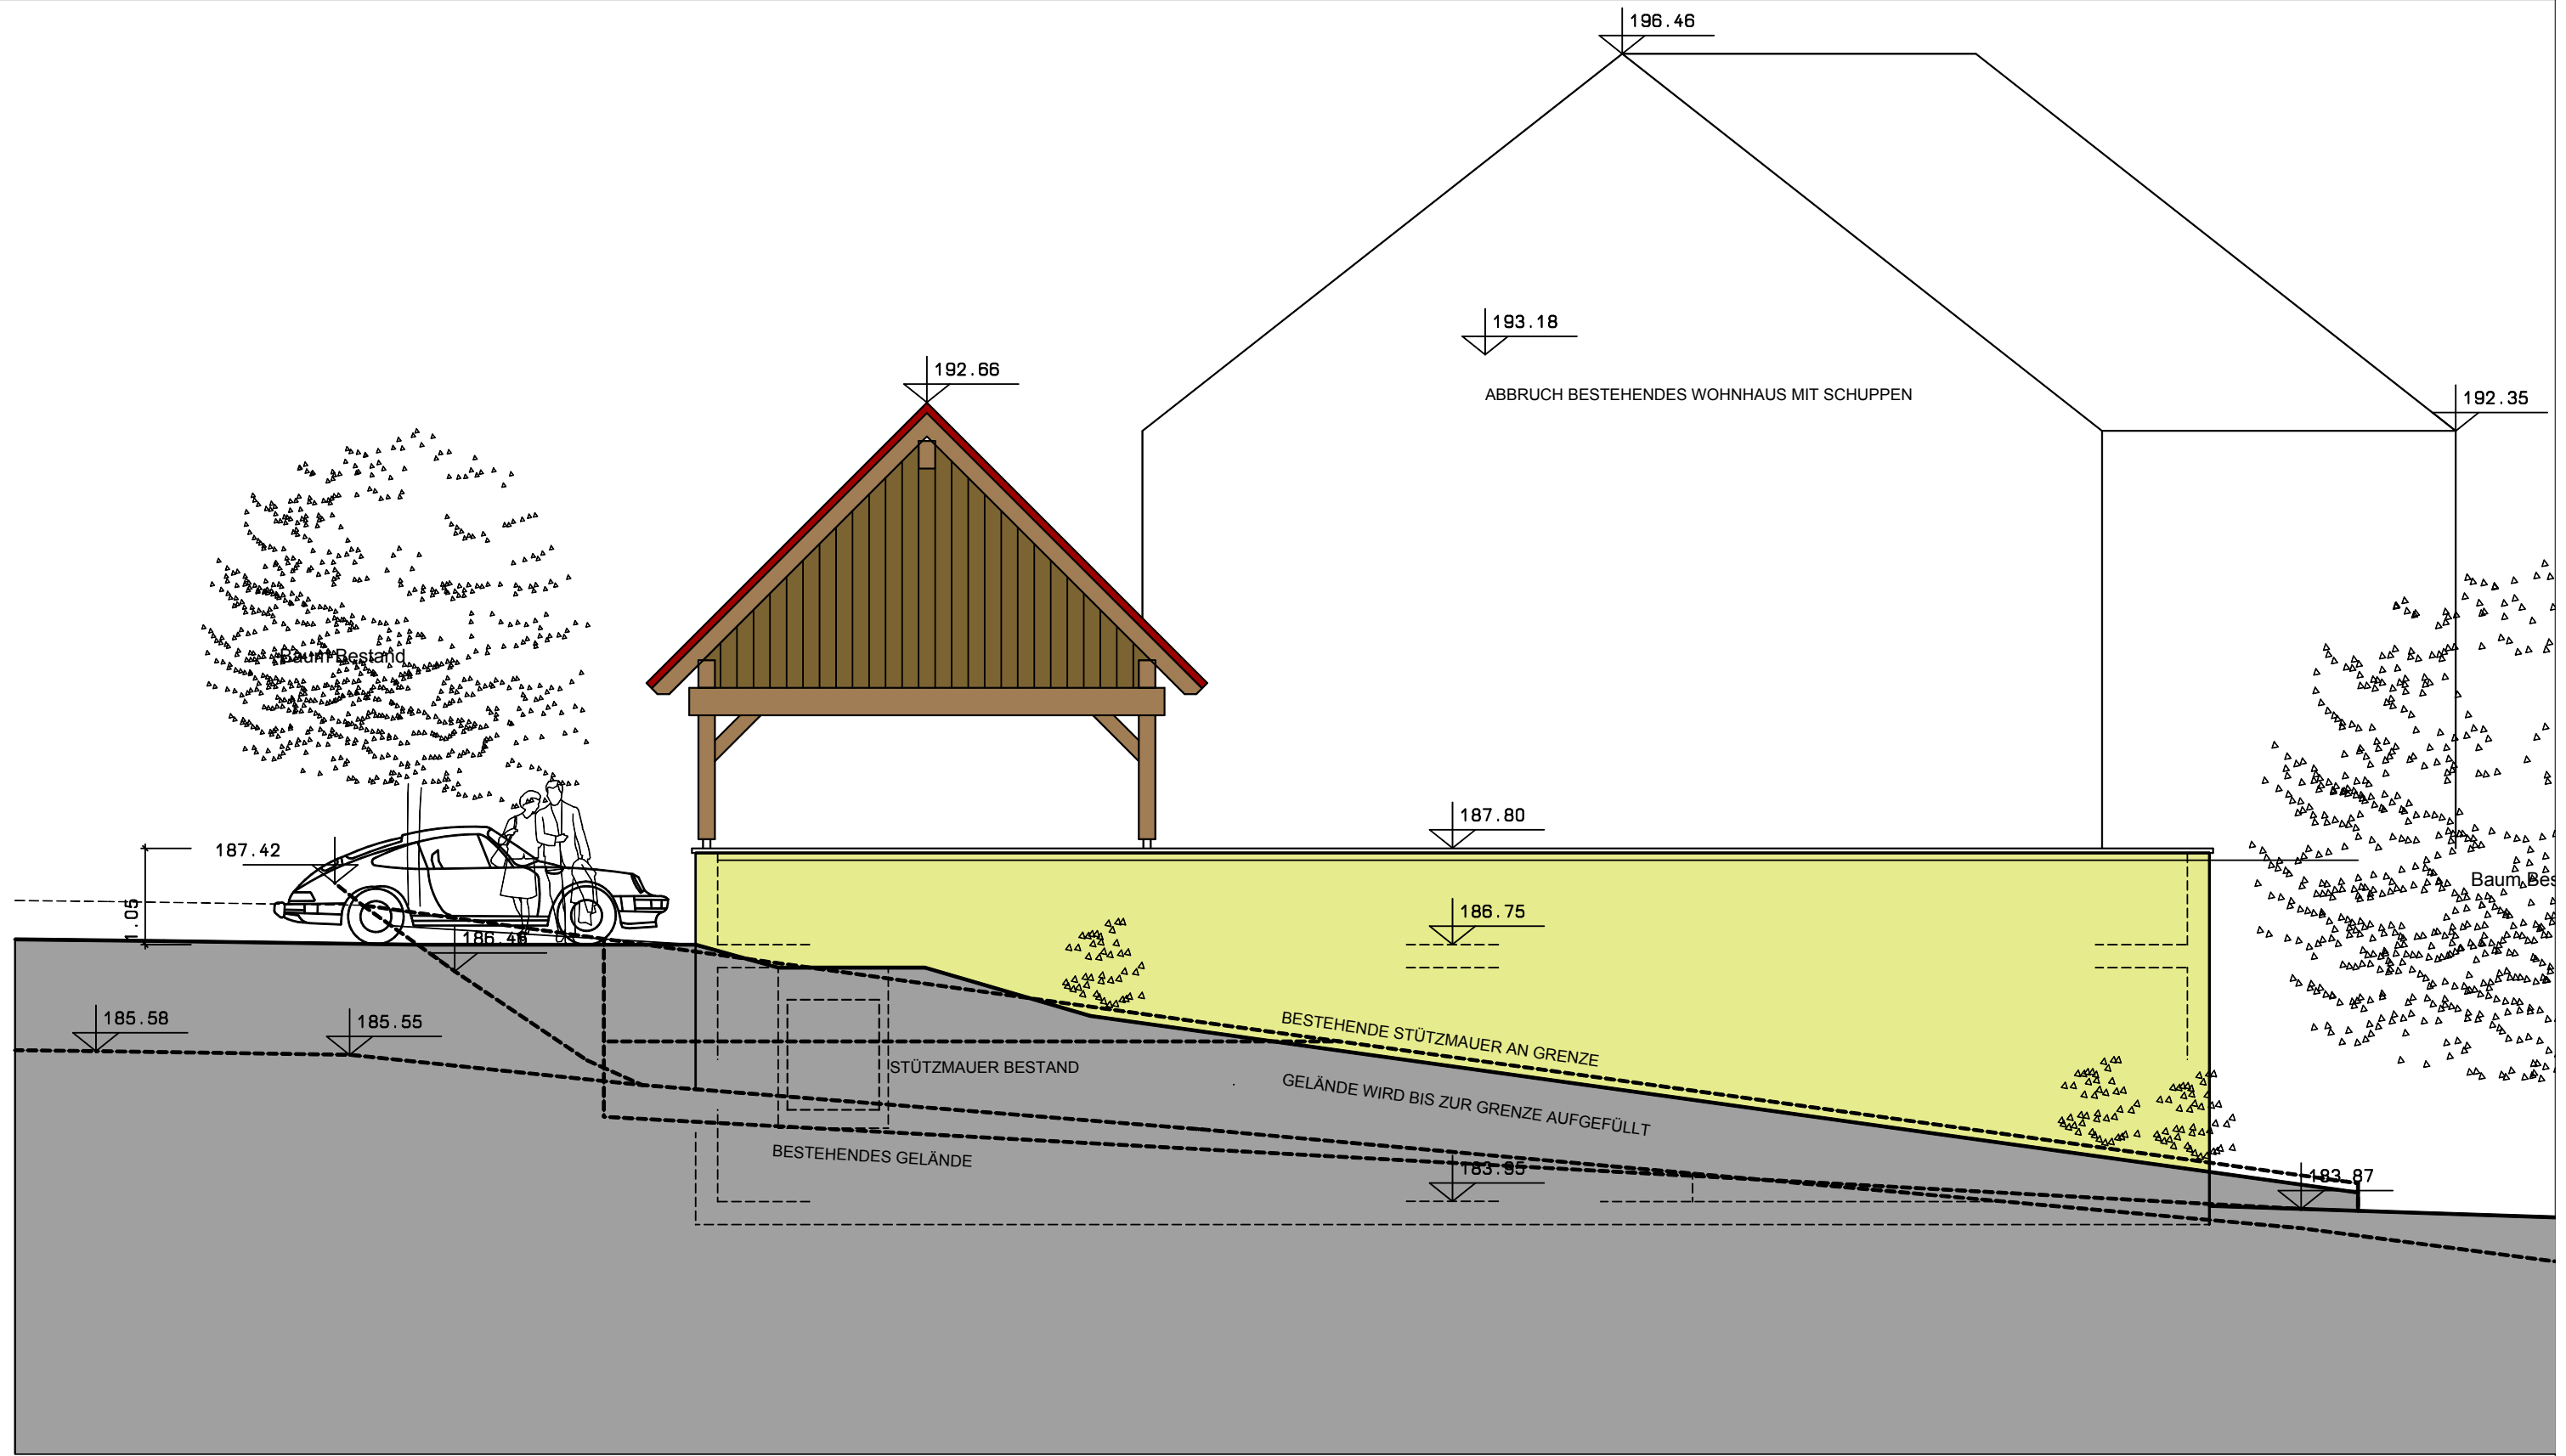 196.46
193.18
192.66
ABBRUCH BESTEHENDES WOHNHAUS MIT SCHUPPEN
192.35
Baum Bestand
187.80
187.42
Baum Bes
1.05
186.75
186.46
185.58
185.55
BESTEHENDE STÜTZMAUER AN GRENZE
STÜTZMAUER BESTAND
GELÄNDE WIRD BIS ZUR GRENZE AUFGEFÜLLT
BESTEHENDES GELÄNDE
183.95
183.87